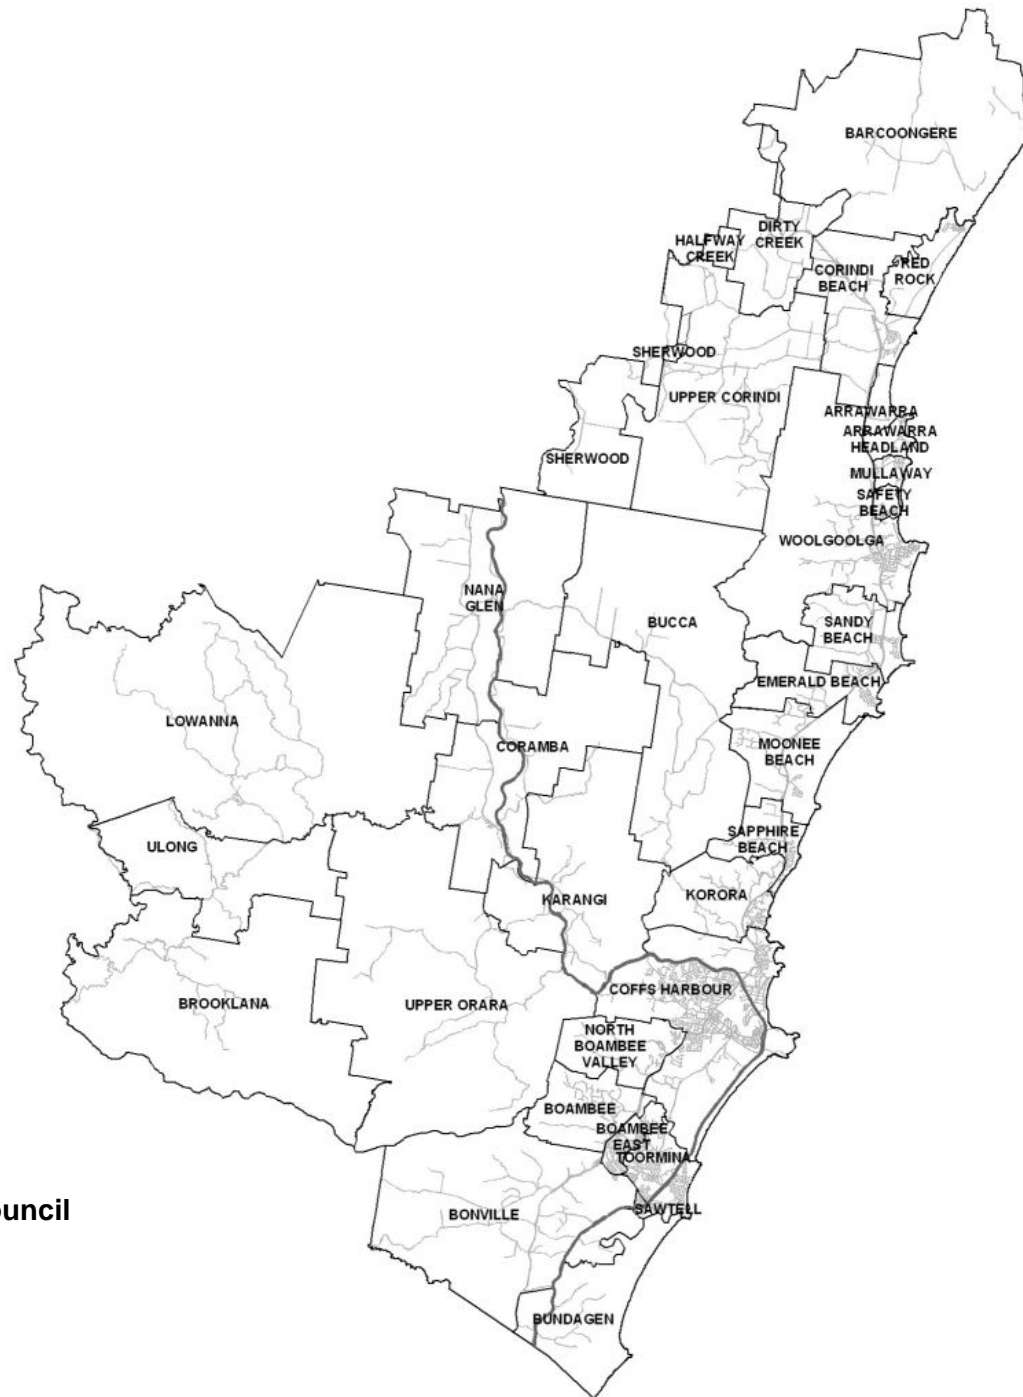 BARCOONGERE
DIRTY
CREEK
HALFWAY
CREEK
CORINDI
BEACH
RED
ROCK
SHERWOOD
UPPER CORINDI
ARRAWARRA
ARRAWARRA
HEADLAND
SHERWOOD
MULLAWAY
SAFETY
BEACH
WOOLGOOLGA
NANA
GLEN
BUCCA
SANDY
BEACH
EMERALD BEACH
LOWANNA
CORAMBA
MOONEE
BEACH
ULONG
SAPPHIRE
BEACH
KARANGI
KORORA
BROOKLANA
UPPER ORARA
COFFS HARBOUR
NORTH
BOAMBEE
VALLEY
BOAMBEE
BOAMBEE
EAST
TOORMINA
BONVILLE
SAWTELL
BUNDAGEN